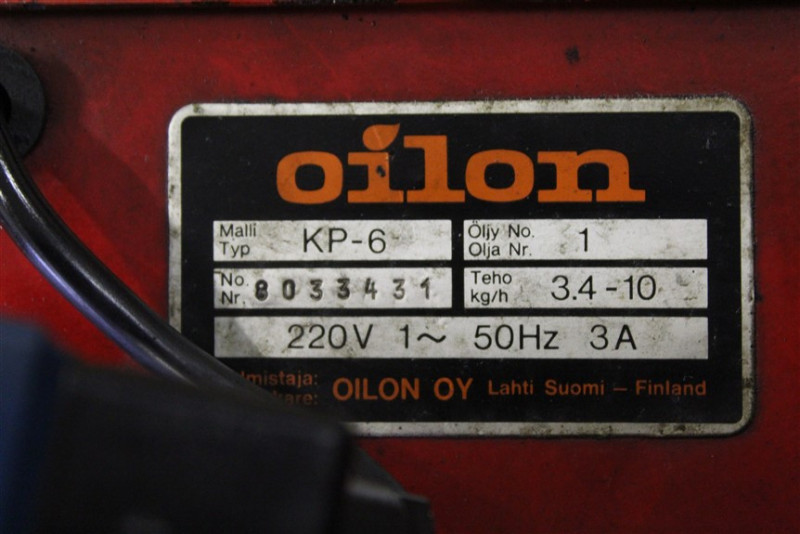 oilon
Malli Typ KP-6 Öljy No. Olja Nr. 1
No. Nr. 8033431 Teho kg/h 3.4-10
220V 1~ 50Hz 3A
OILON OY Lahti Suomi – Finland